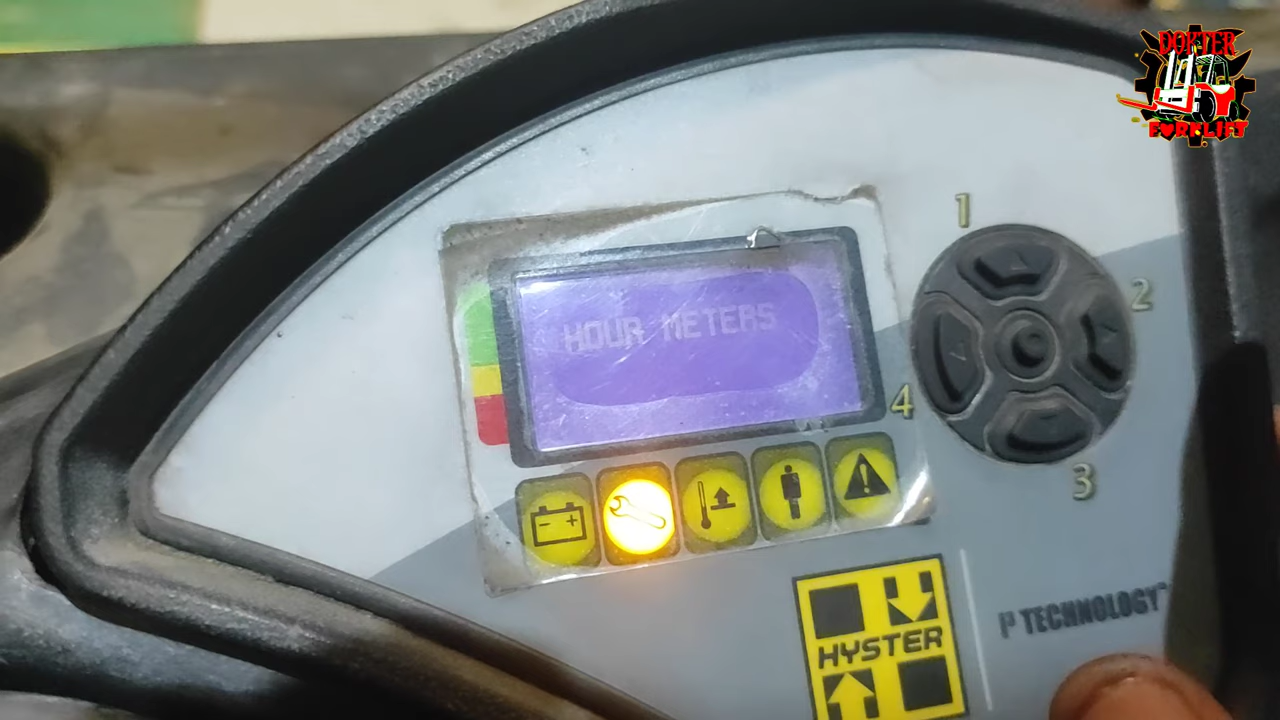 DOKTER
FORKLIFT
HOUR METERS
1
2
3
4
HYSTER
TECHNOLOGY